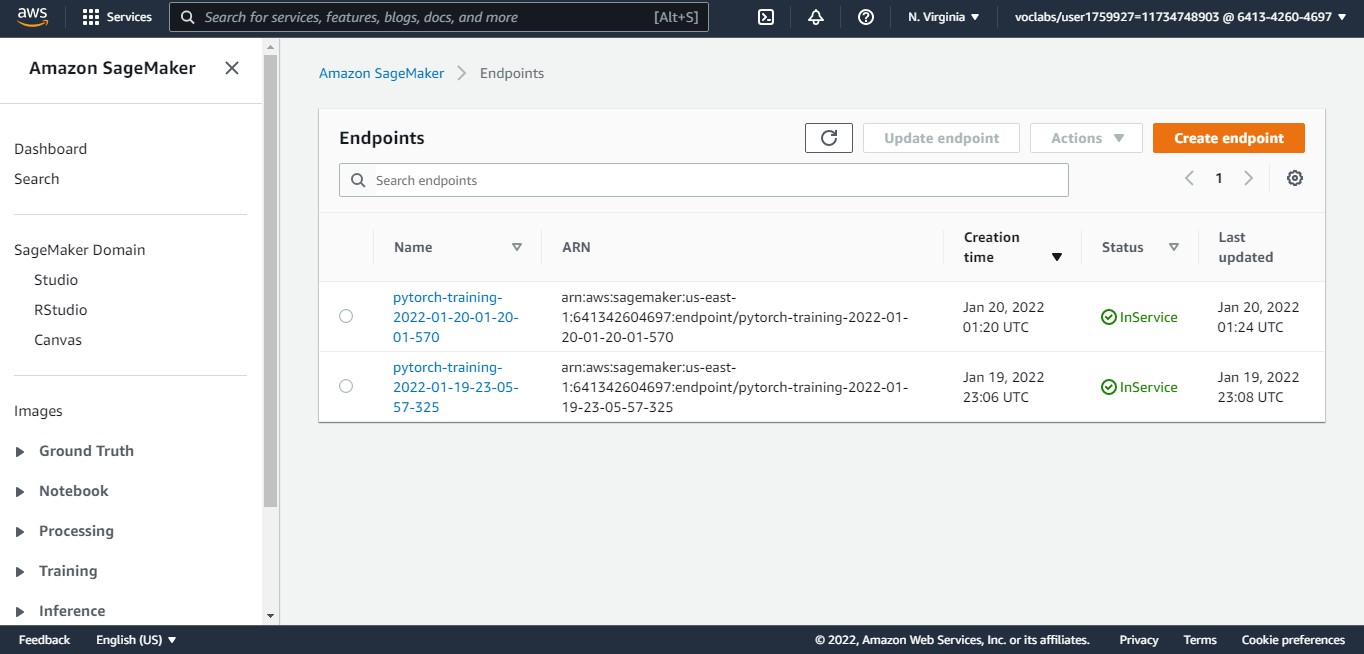 aws
Services
Search for services, features, blogs, docs, and more
[Alt+S]
N. Virginia
voclabs/user1759927=11734748903 @ 6413-4260-4697
Amazon SageMaker
Dashboard
Search
SageMaker Domain
Studio
RStudio
Canvas
Images
Ground Truth
Notebook
Processing
Training
Inference
Amazon SageMaker
Endpoints
Endpoints
Update endpoint
Actions
Create endpoint
Search endpoints
1
Name
ARN
Creation
time
Status
Last
updated
pytorch-training-
2022-01-20-01-20-
01-570
arn:aws:sagemaker:us-east-
1:641342604697:endpoint/pytorch-training-2022-01-
20-01-20-01-570
Jan 20, 2022
01:20 UTC
InService
Jan 20, 2022
01:24 UTC
pytorch-training-
2022-01-19-23-05-
57-325
arn:aws:sagemaker:us-east-
1:641342604697:endpoint/pytorch-training-2022-01-
19-23-05-57-325
Jan 19, 2022
23:06 UTC
InService
Jan 19, 2022
23:08 UTC
Feedback
English (US)
© 2022, Amazon Web Services, Inc. or its affiliates.
Privacy
Terms
Cookie preferences